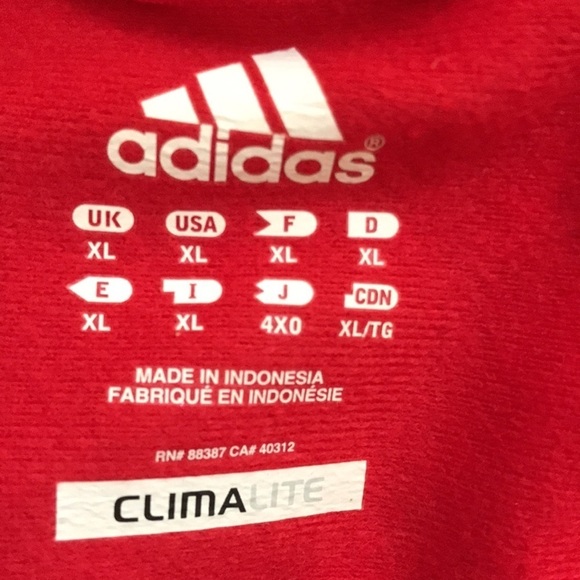 adidas®
UK USA F D
XL XL XL XL
E I J CDN
XL XL 4XO XL/TG
MADE IN INDONESIA
FABRIQUÉ EN INDONÉSIE
RN# 88387 CA# 40312
CLIMALITE